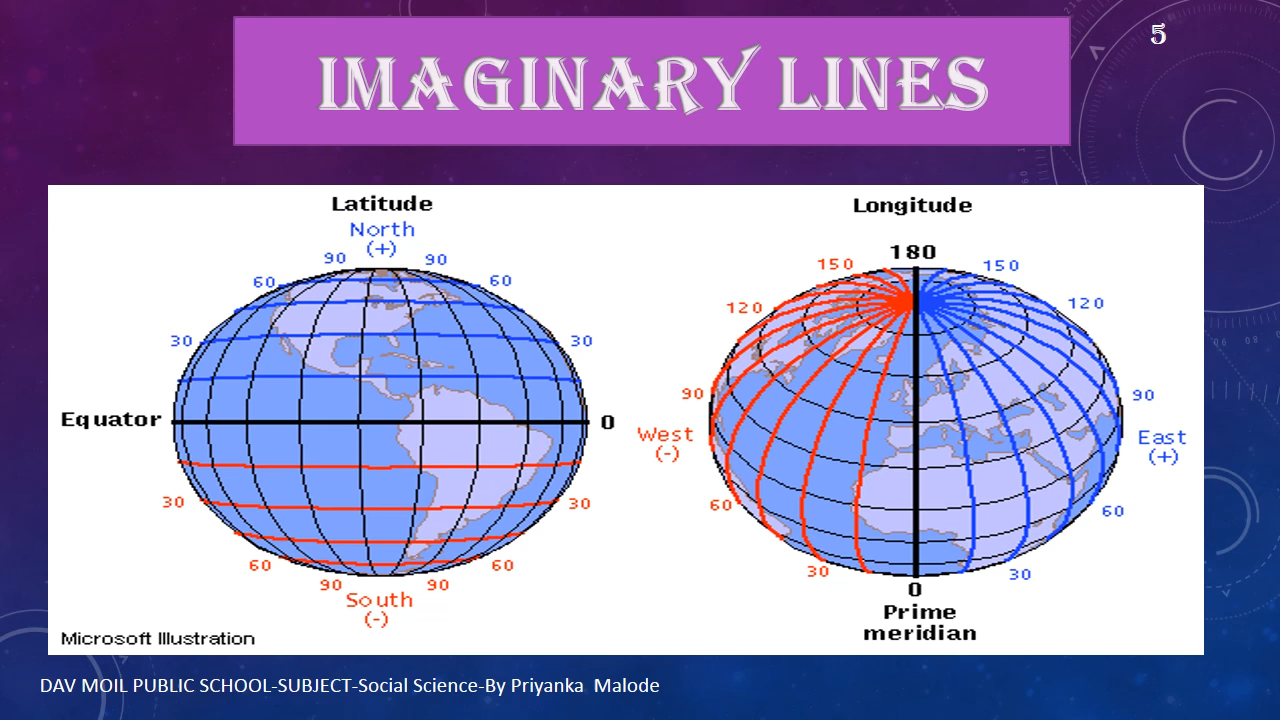 5
IMAGINARY LINES
Latitude
North
(+)
90 90
60 60
30 30
Equator 0
30 30
60 60
90 90
South
(-)
Microsoft Illustration
Longitude
180
150 150
120 120
90 90
West
(-)
East
(+)
60 60
30 30
0
Prime
meridian
DAV MOIL PUBLIC SCHOOL-SUBJECT-Social Science-By Priyanka Malode